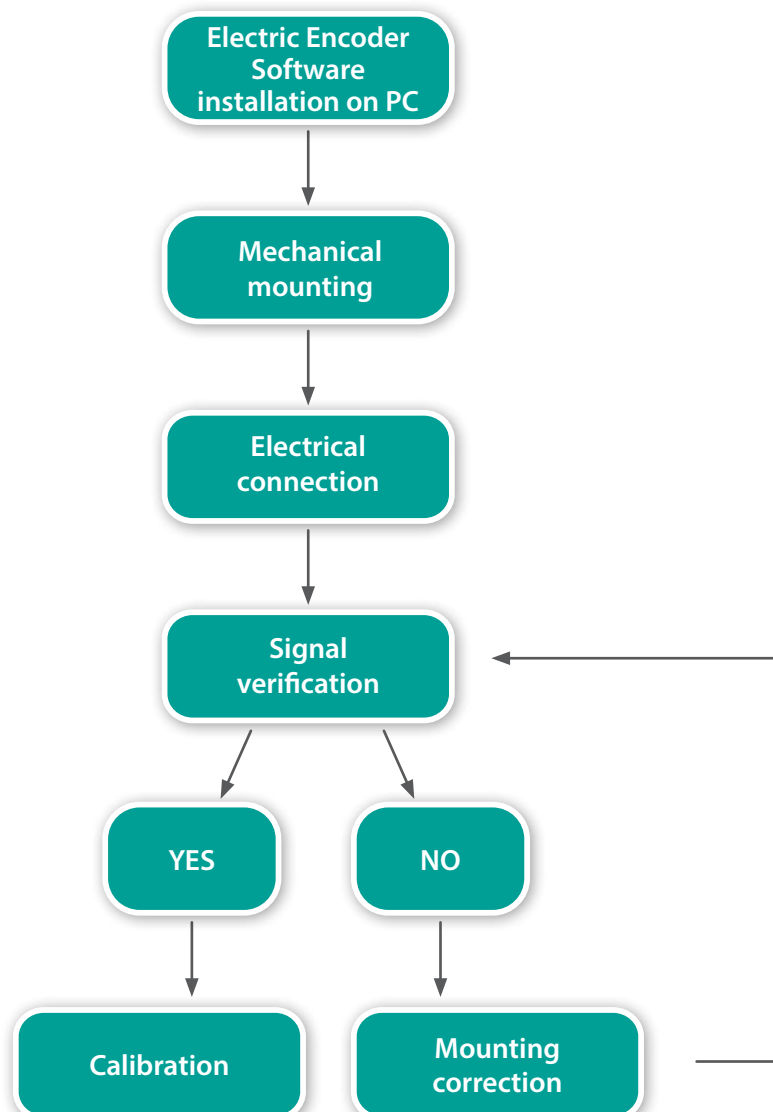 Electric Encoder
Software
installation on PC
Mechanical
mounting
Electrical
connection
Signal
verification
YES
NO
Calibration
Mounting
correction